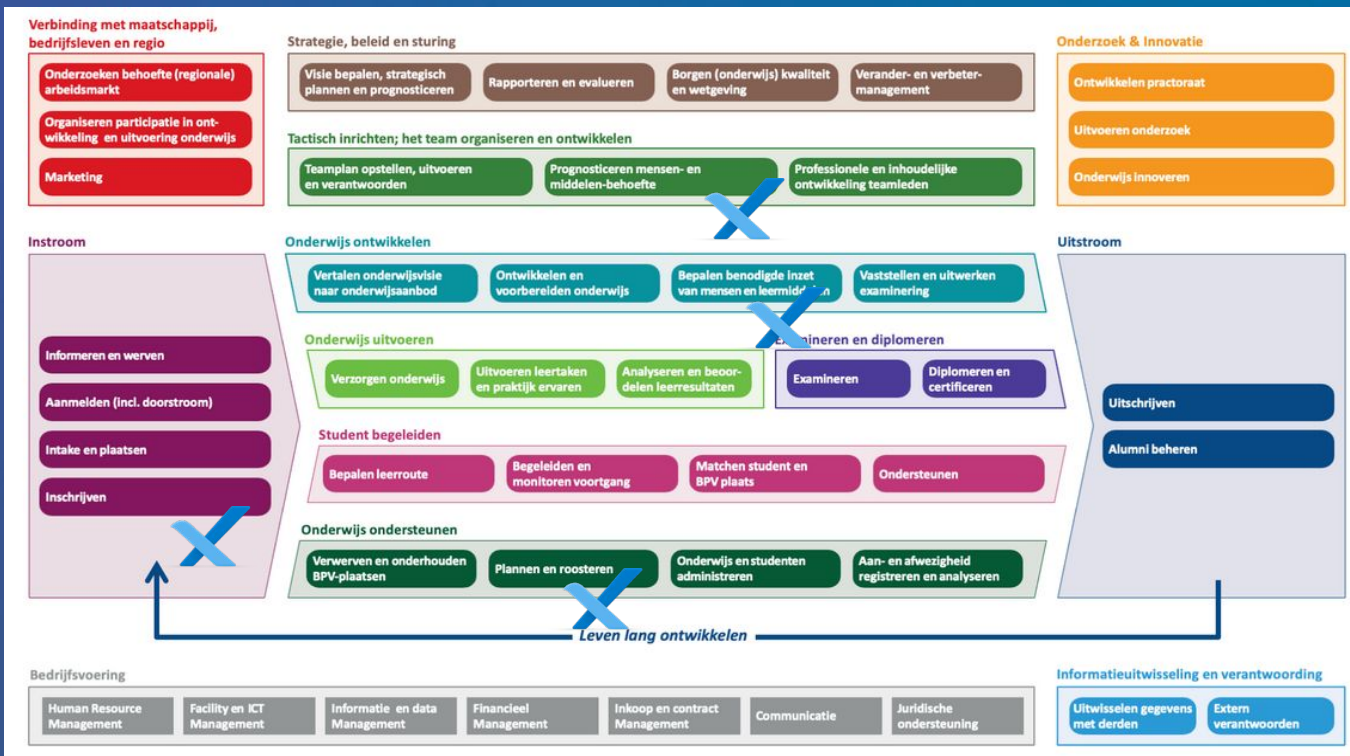 Verbinding met maatschappij,
bedrijfsleven en regio
Onderzoeken behoefte (regionale)
arbeidsmarkt
Organiseren participatie in ont-
wikkeling en uitvoering onderwijs
Marketing
Strategie, beleid en sturing
Visie bepalen, strategisch
plannen en prognosticeren
Rapporteren en evalueren
Borgen (onderwijs) kwaliteit
en wetgeving
Verander- en verbeter-
management
Tactisch inrichten; het team organiseren en ontwikkelen
Teamplan opstellen, uitvoeren
en verantwoorden
Prognosticeren mensen- en
middelen-behoefte
Professionele en inhoudelijke
ontwikkeling teamleden
Onderzoek & Innovatie
Ontwikkelen practoraat
Uitvoeren onderzoek
Onderwijs innoveren
Instroom
Informeren en werven
Aanmelden (incl. doorstroom)
Intake en plaatsen
Inschrijven
Onderwijs ontwikkelen
Vertalen onderwijsvisie
naar onderwijsaanbod
Ontwikkelen en
voorbereiden onderwijs
Bepalen benodigde inzet
van mensen en leermiddelen
Vaststellen en uitwerken
examinering
Onderwijs uitvoeren
Verzorgen onderwijs
Uitvoeren leertaken
en praktijk ervaren
Analyseren en beoor-
delen leerresultaten
Examineren en diplomeren
Examineren
Diplomeren en
certificeren
Student begeleiden
Bepalen leerroute
Begeleiden en
monitoren voortgang
Matchen student en
BPV plaats
Ondersteunen
Onderwijs ondersteunen
Verwerven en onderhouden
BPV-plaatsen
Plannen en roosteren
Onderwijs en studenten
administreren
Aan- en afwezigheid
registreren en analyseren
Uitstroom
Uitschrijven
Alumni beheren
Leven lang ontwikkelen
Bedrijfsvoering
Human Resource
Management
Facility en ICT
Management
Informatie en data
Management
Financieel
Management
Inkoop en contract
Management
Communicatie
Juridische
ondersteuning
Informatieuitwisseling en verantwoording
Uitwisselen gegevens
met derden
Extern
verantwoorden